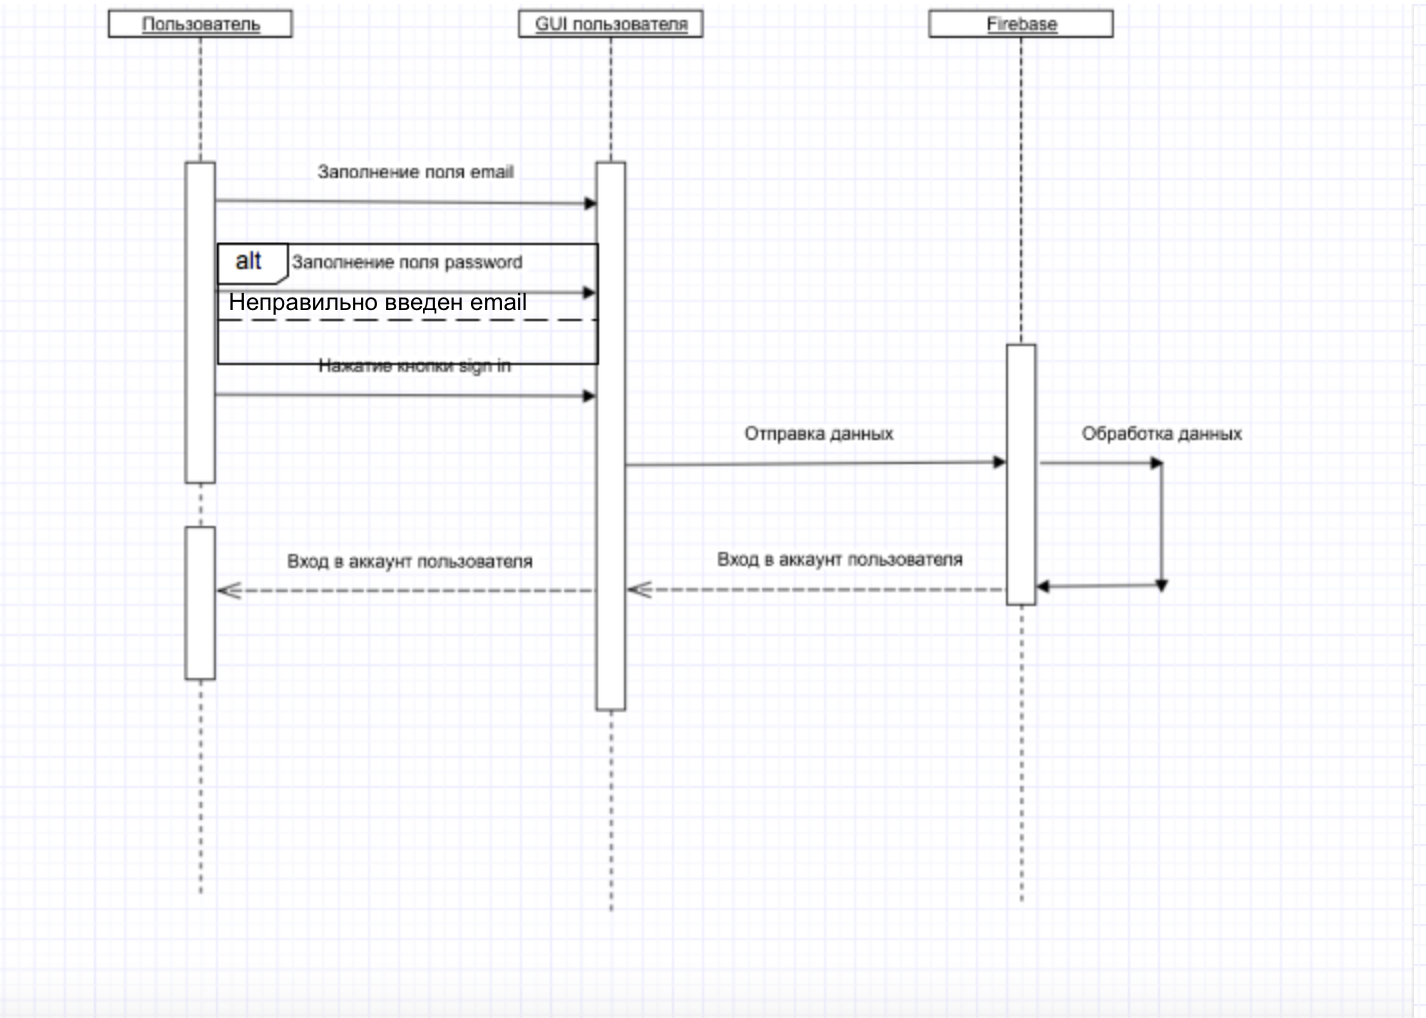 Пользователь
GUI пользователя
Firebase
Заполнение поля email
alt
Заполнение поля password
Неправильно введен email
Нажатие кнопки sign in
Отправка данных
Обработка данных
Вход в аккаунт пользователя
Вход в аккаунт пользователя